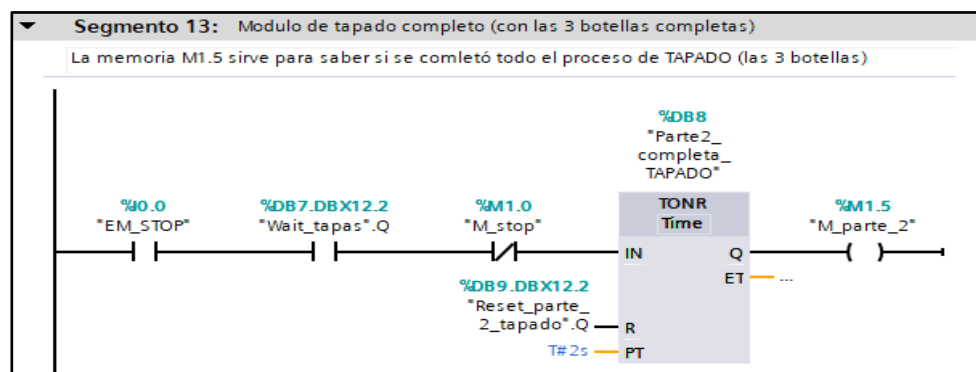 Segmento 13: Modulo de tapado completo (con las 3 botellas completas)
La memoria M1.5 sirve para saber si se comletó todo el proceso de TAPADO (las 3 botellas)
%DB8
"Parte2_
completa_
TAPADO"
%I0.0
"EM_STOP"
%DB7.DBX12.2
"Wait_tapas".Q
%M1.0
"M_stop"
TONR
Time
%M1.5
"M_parte_2"
IN
Q
ET
...
%DB9.DBX12.2
"Reset_parte_
2_tapado".Q
R
T#2s
PT